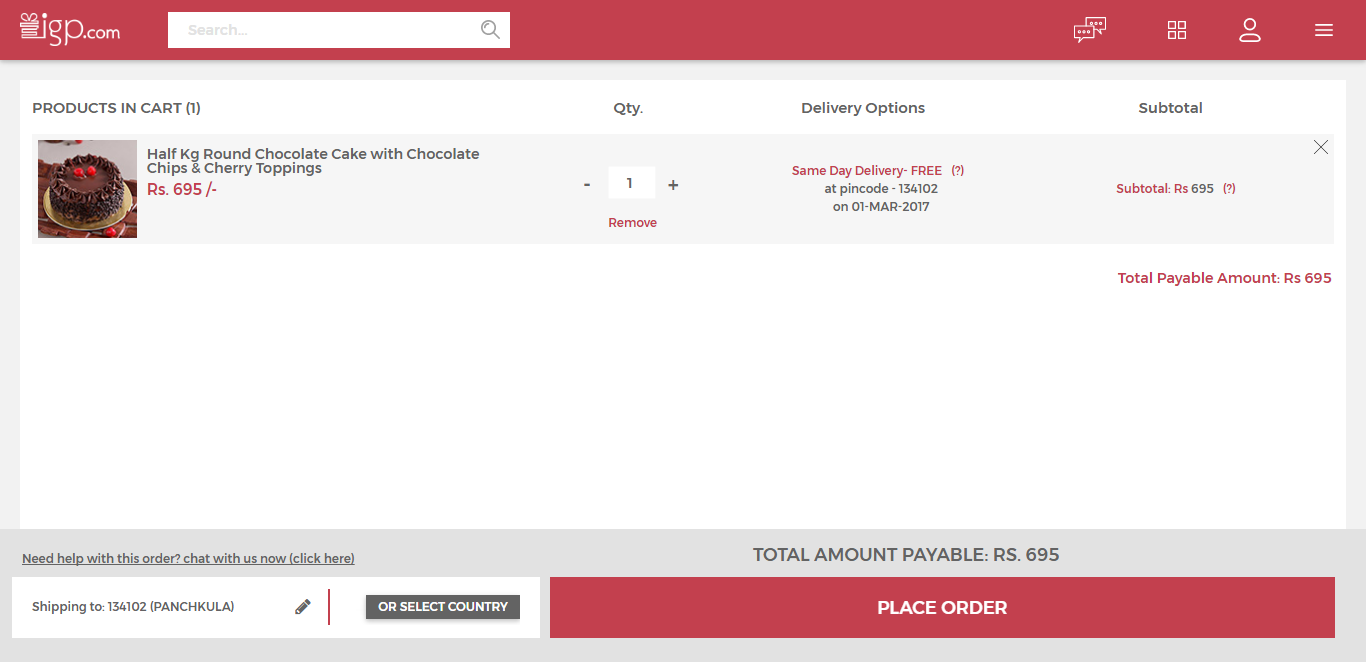 igp.com
Search...
PRODUCTS IN CART (1)
Qty.
Delivery Options
Subtotal
Half Kg Round Chocolate Cake with Chocolate
Chips & Cherry Toppings
Rs. 695 /-
- 1 +
Remove
Same Day Delivery- FREE (?)
at pincode - 134102
on 01-MAR-2017
Subtotal: Rs 695 (?)
Total Payable Amount: Rs 695
Need help with this order? chat with us now (click here)
TOTAL AMOUNT PAYABLE: RS. 695
Shipping to: 134102 (PANCHKULA)
OR SELECT COUNTRY
PLACE ORDER